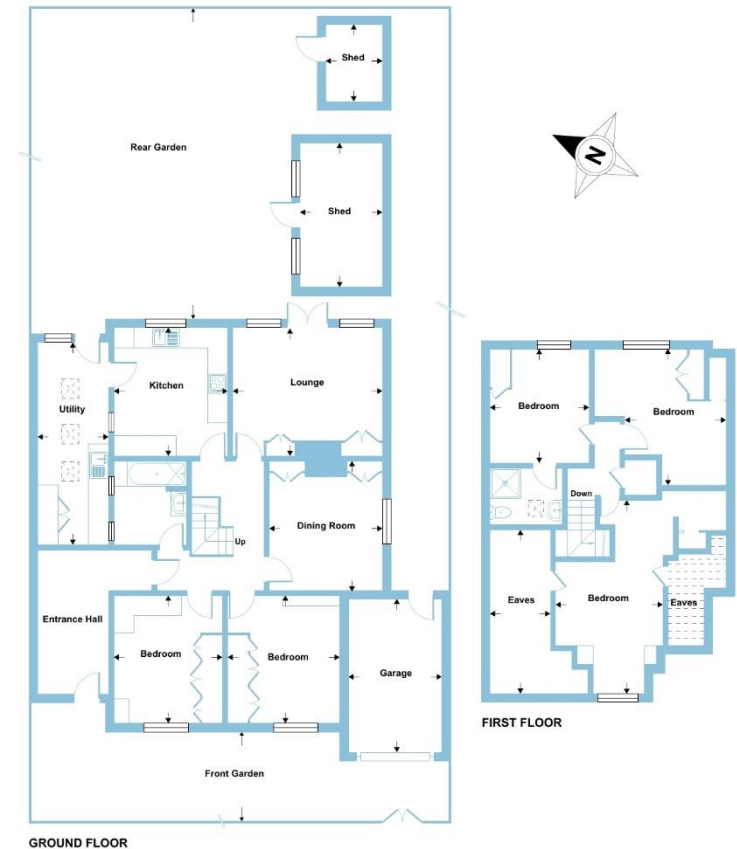 Shed
Rear Garden
N
Shed
Kitchen
Lounge
Utility
Bedroom
Bedroom
Down
Dining Room
Up
Entrance Hall
Bedroom
Bedroom
Garage
Eaves
Bedroom
Eaves
FIRST FLOOR
Front Garden
GROUND FLOOR